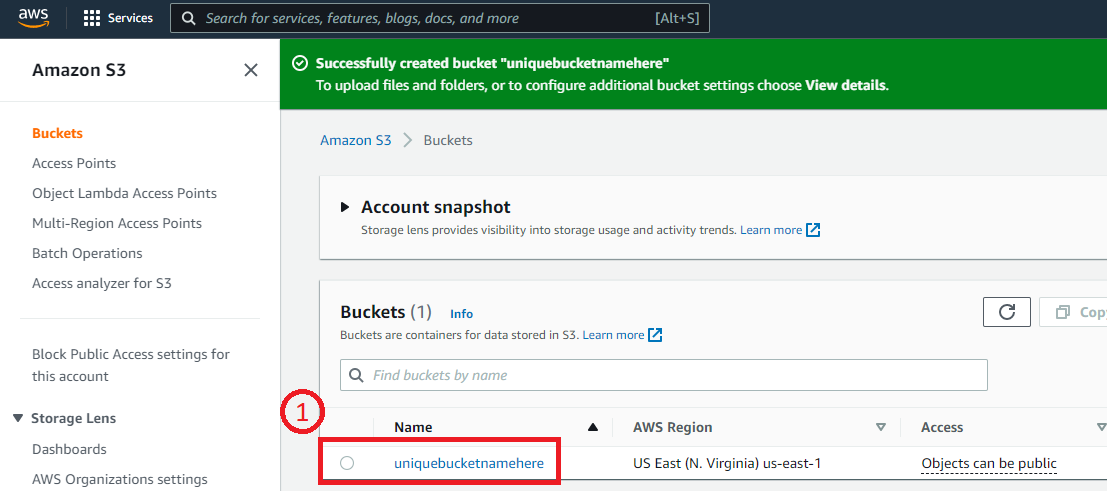 aws Services Search for services, features, blogs, docs, and more [Alt+S]
Amazon S3
Buckets
Access Points
Object Lambda Access Points
Multi-Region Access Points
Batch Operations
Access analyzer for S3
Block Public Access settings for
this account
Storage Lens
Dashboards
AWS Organizations settings
Successfully created bucket "uniquebucketnamehere"
To upload files and folders, or to configure additional bucket settings choose View details.
Amazon S3 Buckets
Account snapshot
Storage lens provides visibility into storage usage and activity trends. Learn more
Buckets (1) Info
Buckets are containers for data stored in S3. Learn more
Copy
Find buckets by name
1
Name AWS Region Access
uniquebucketnamehere US East (N. Virginia) us-east-1 Objects can be public